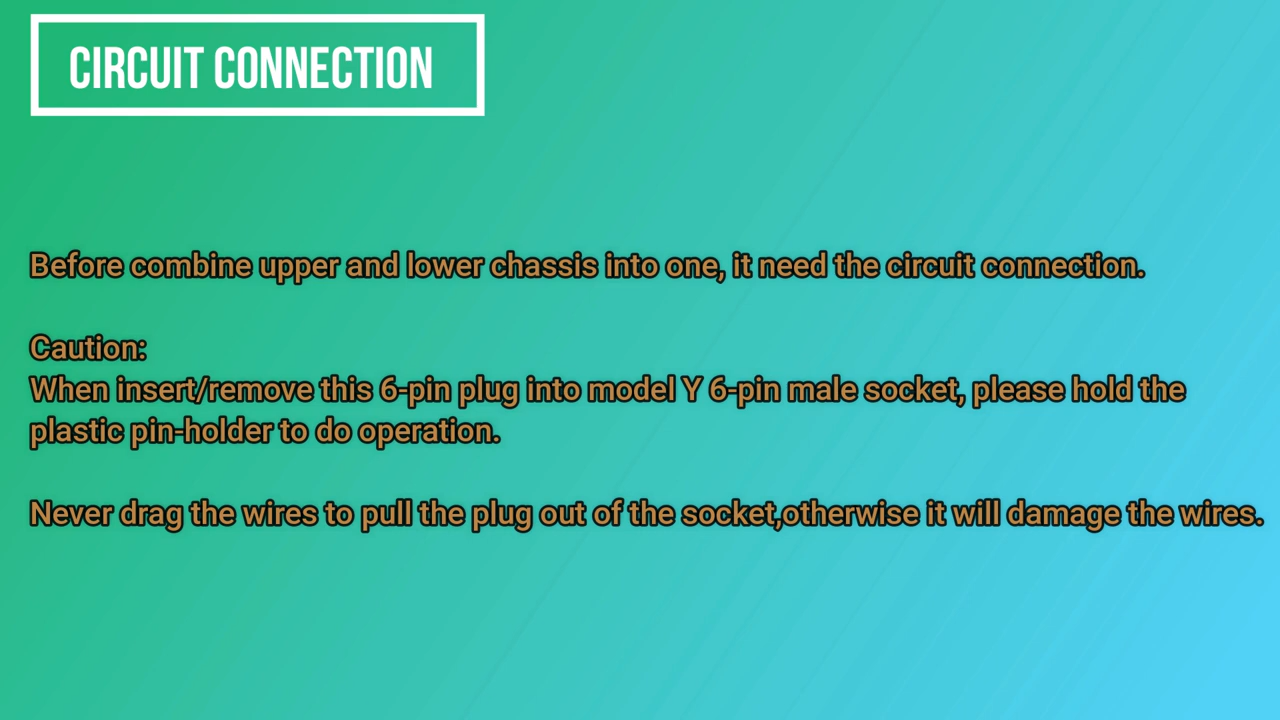 CIRCUIT CONNECTION
Before combine upper and lower chassis into one, it need the circuit connection.
Caution:
When insert/remove this 6-pin plug into model Y 6-pin male socket, please hold the
plastic pin-holder to do operation.
Never drag the wires to pull the plug out of the socket,otherwise it will damage the wires.